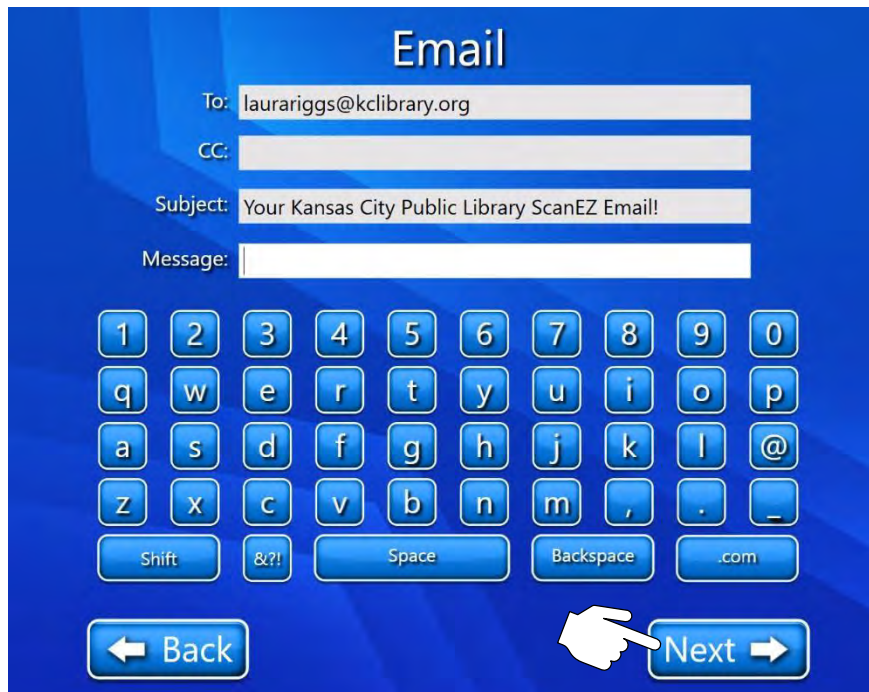 Email
To: laurariggs@kclibrary.org
CC:
Subject: Your Kansas City Public Library ScanEZ Email!
Message:
1 2 3 4 5 6 7 8 9 0
q w e r t y u i o p
a s d f g h j k l @
z x c v b n m , . _
Shift &?! Space Backspace .com
Back Next